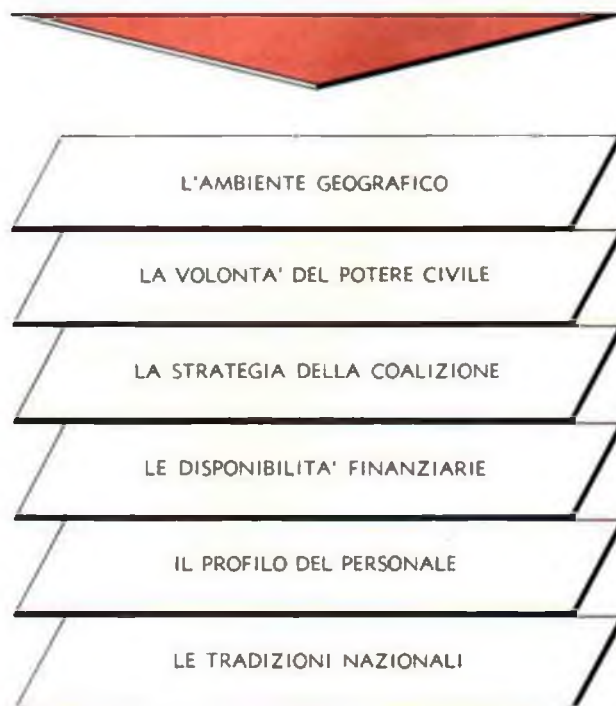 L'AMBIENTE GEOGRAFICO
LA VOLONTA' DEL POTERE CIVILE
LA STRATEGIA DELLA COALIZIONE
LE DISPONIBILITA' FINANZIARIE
IL PROFILO DEL PERSONALE
LE TRADIZIONI NAZIONALI